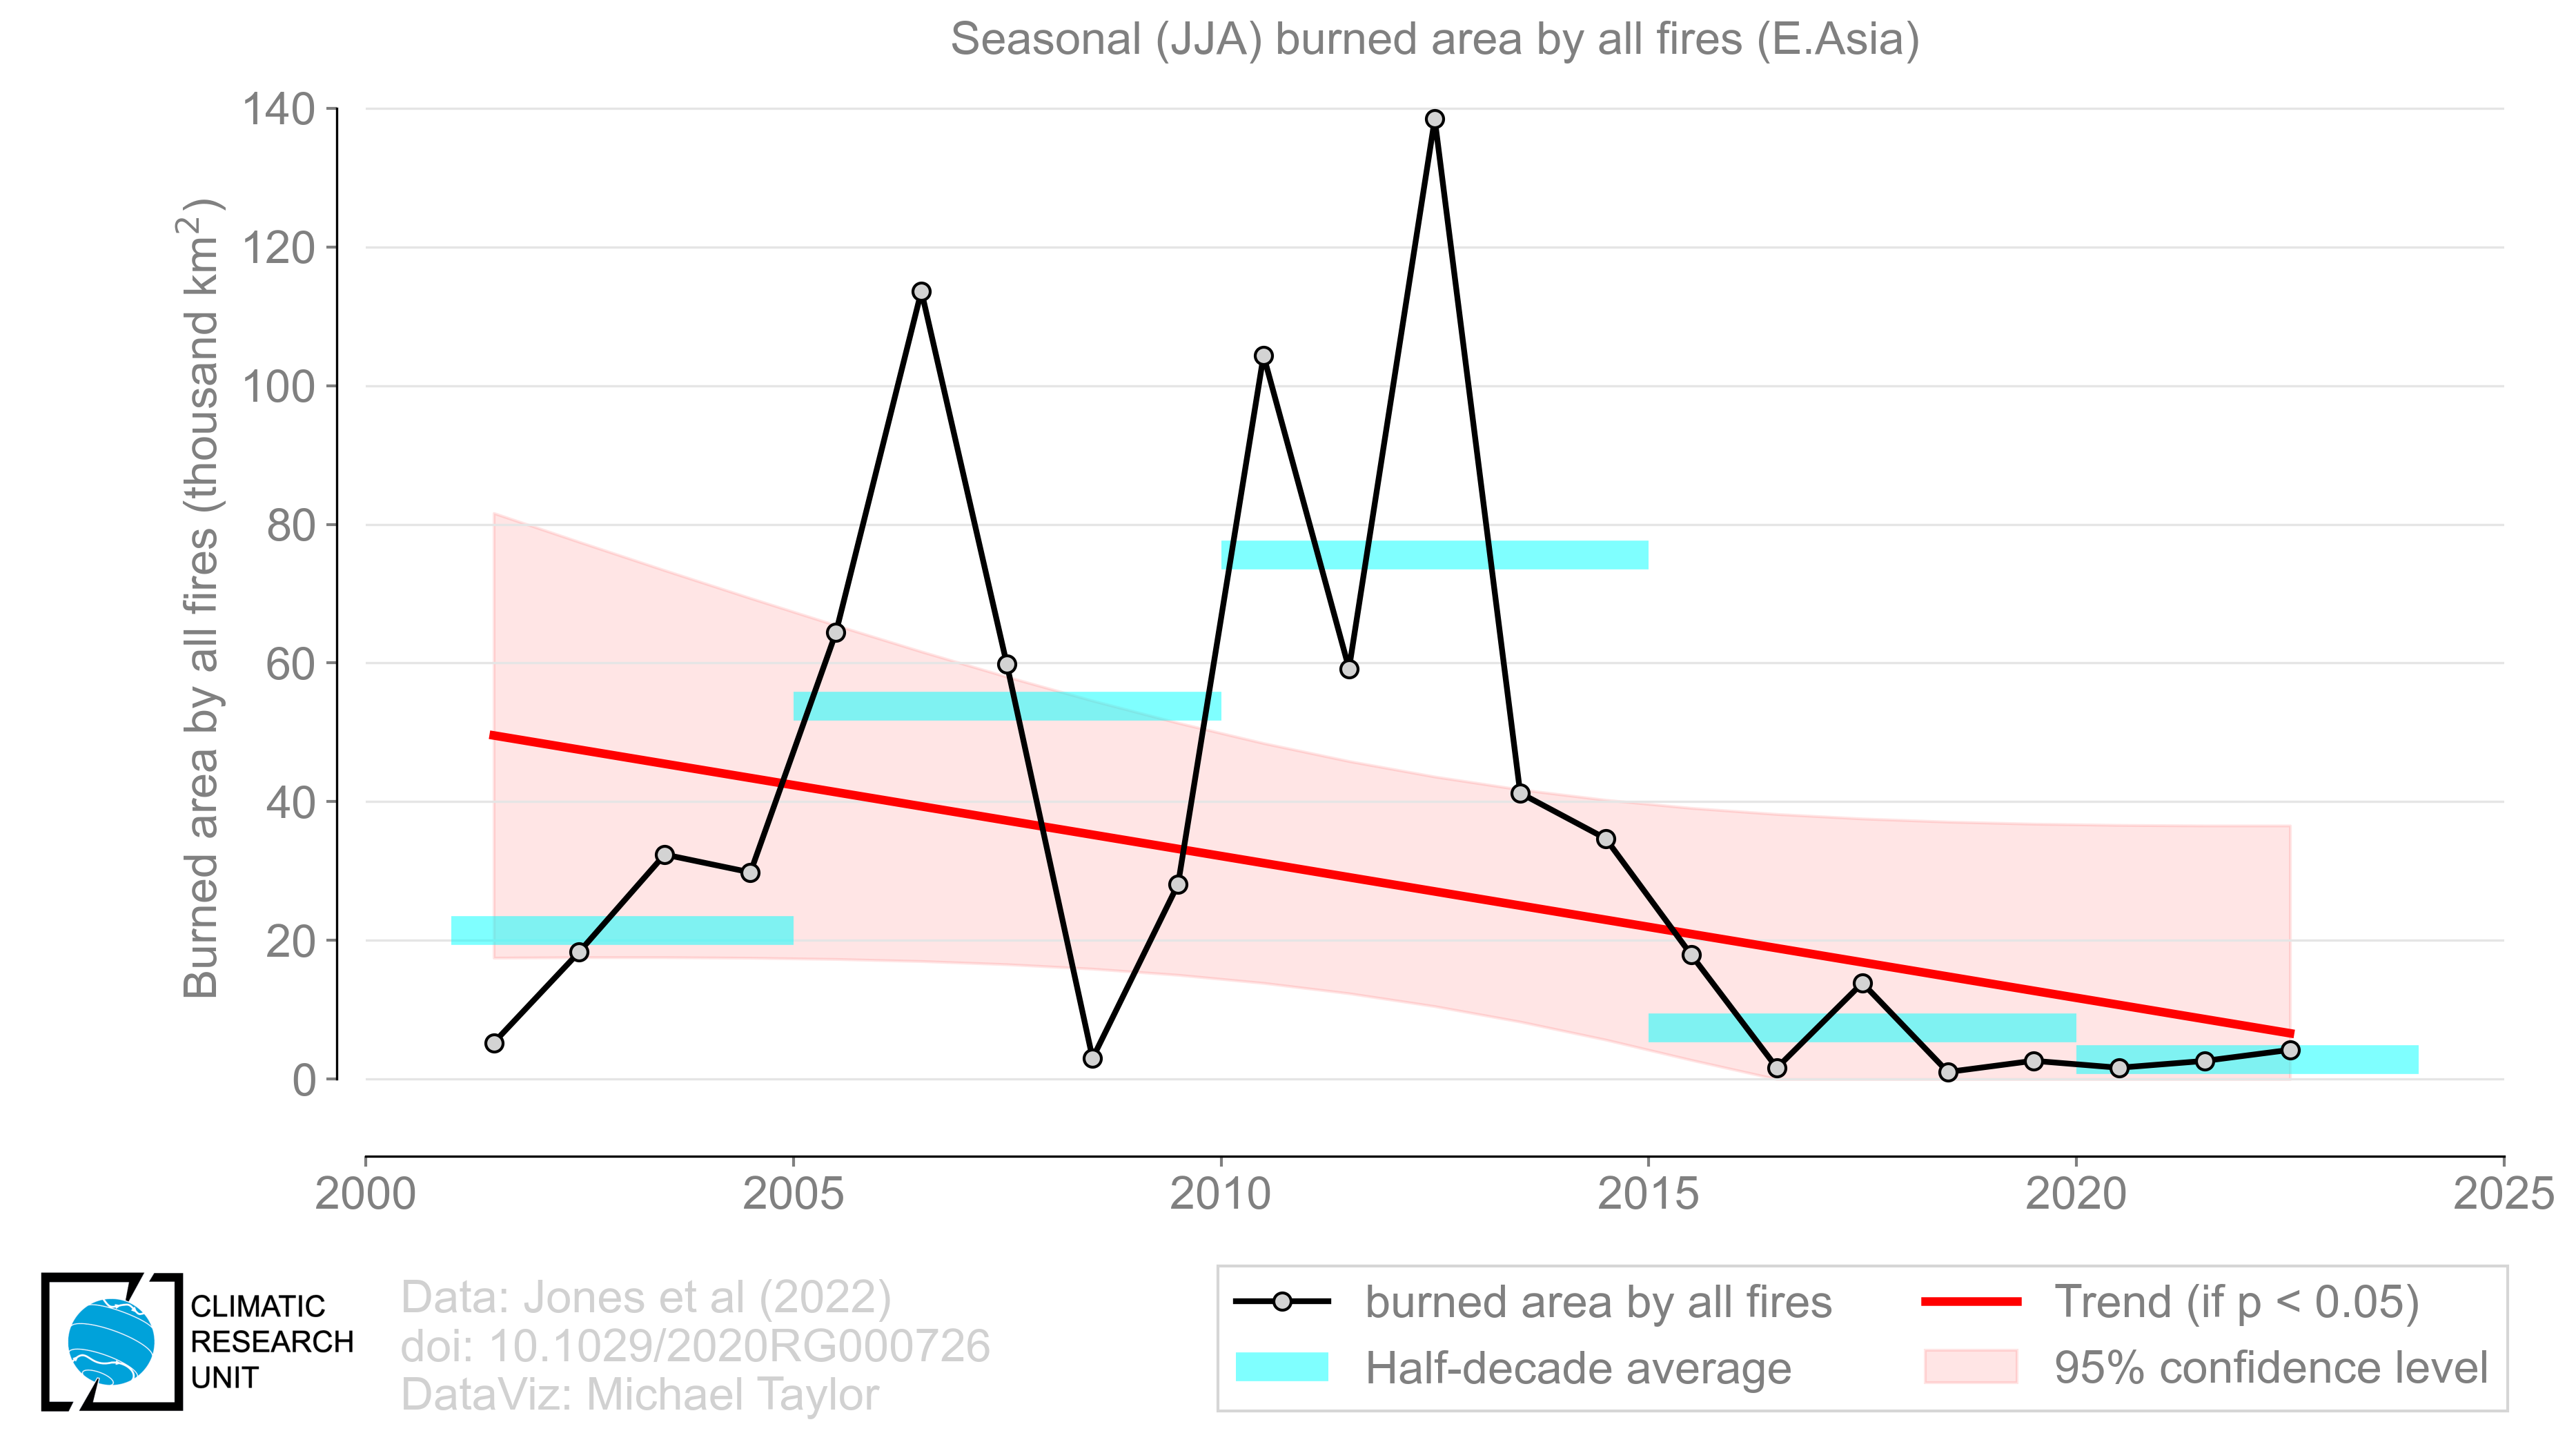 Seasonal (JJA) burned area by all fires (E.Asia)
Burned area by all fires (thousand km²)
140
120
100
80
60
40
20
0
2000
2005
2010
2015
2020
2025
CLIMATIC
RESEARCH
UNIT
Data: Jones et al (2022)
doi: 10.1029/2020RG000726
DataViz: Michael Taylor
burned area by all fires
Half-decade average
Trend (if p < 0.05)
95% confidence level